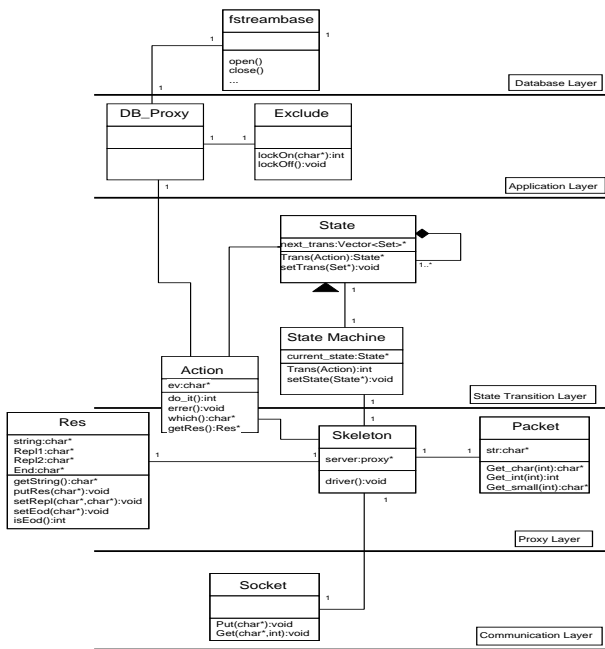 fstreambase
1
1
open()
close()
...
Database Layer
1
DB_Proxy
Exclude
1
1
lockOn(char*):int
lockOff():void
1
Application Layer
State
next_trans:Vector<Set>*
Trans(Action):State*
setTrans(Set*):void
1..*
1
1
State Machine
current_state:State*
Trans(Action):int
setState(State*):void
Action
ev:char*
do_it():int
errer():void
which():char*
getRes():Res*
State Transition Layer
1
1
Res
string:char*
Repl1:char*
Repl2:char*
End:char*
getString():char*
putRes(char*):void
setRepl(char*,char*):void
setEod(char*):void
isEod():int
1
1
Skeleton
server:proxy*
driver():void
1
1
1
Packet
str:char*
Get_char(int):char*
Get_int(int):int
Get_small(int):char*
Proxy Layer
Socket
1
Put(char*):void
Get(char*,int):void
Communication Layer